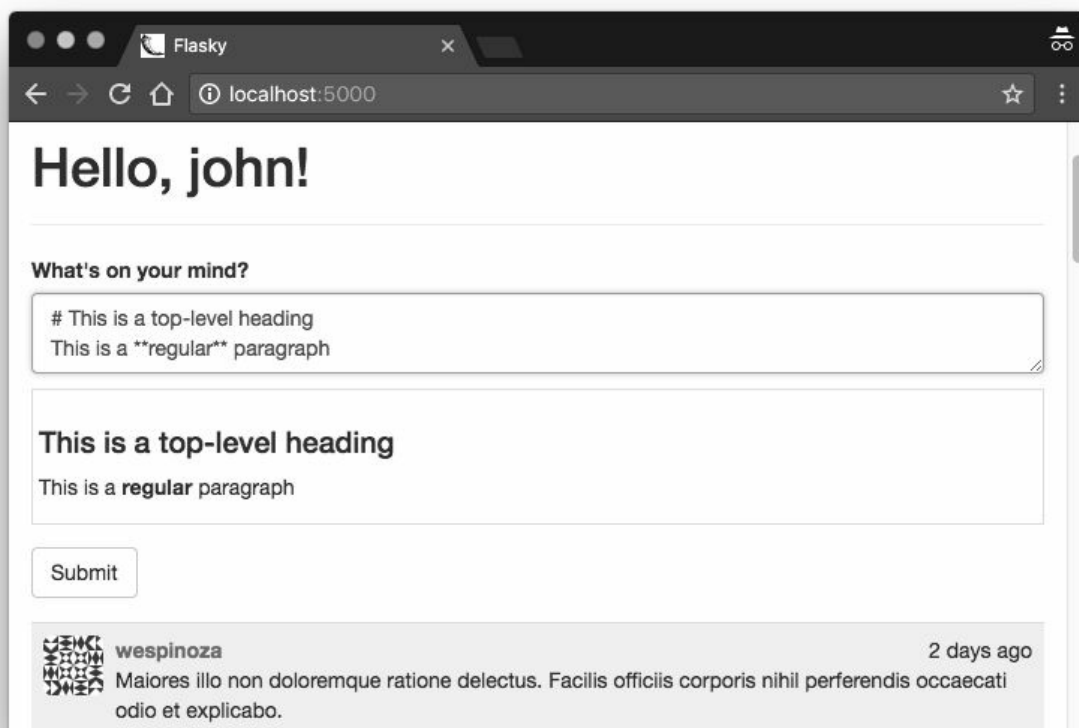 Flasky
localhost:5000
Hello, john!
What's on your mind?
# This is a top-level heading
This is a **regular** paragraph
This is a top-level heading
This is a regular paragraph
Submit
wespinoza 2 days ago
Maiores illo non doloremque ratione delectus. Facilis officiis corporis nihil perferendis occaecati
odio et explicabo.